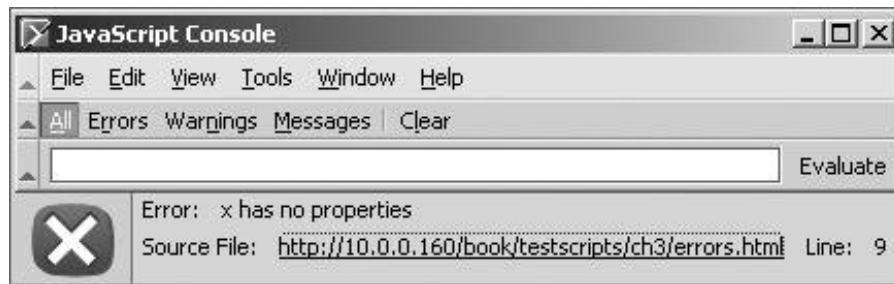 JavaScript Console
File Edit View Tools Window Help
All Errors Warnings Messages Clear
Evaluate
Error: x has no properties
Source File: http://10.0.0.160/book/testscripts/ch3/errors.html Line: 9